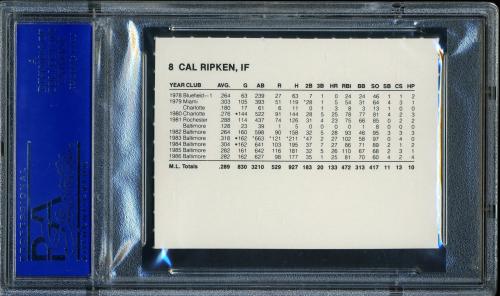 8 CAL RIPKEN, IF
YEAR CLUB AVG. G AB R H 2B 3B HR RBI BB SO SB CS HP
1978 Bluefield—1 .264 63 239 27 63 7 1 0 24 24 46 1 1 2
1979 Miami .303 105 393 51 119 *28 1 5 54 31 64 4 3 1
Charlotte .180 17 61 6 11 0 1 3 8 3 13 1 0 0
1980 Charlotte .276 •144 522 91 144 28 5 25 78 77 81 4 3 2
1981 Rochester .288 114 437 74 126 31 4 23 75 66 85 0 2 2
Baltimore .128 23 39 1 5 0 0 0 0 1 8 0 0 0
1982 Baltimore .264 160 598 90 158 32 5 28 93 46 95 3 3 3
1983 Baltimore .318 •162 *663 *121 *211 *47 2 27 102 58 97 0 4 0
1984 Baltimore .304 •162 641 103 195 37 7 27 86 71 89 2 1 2
1985 Baltimore .282 161 642 116 181 32 5 26 110 67 68 2 3 1
1986 Baltimore .282 162 627 98 177 35 1 25 81 70 60 4 2 4
M.L. Totals .289 830 3210 529 927 183 20 133 472 313 417 11 13 10
PSA